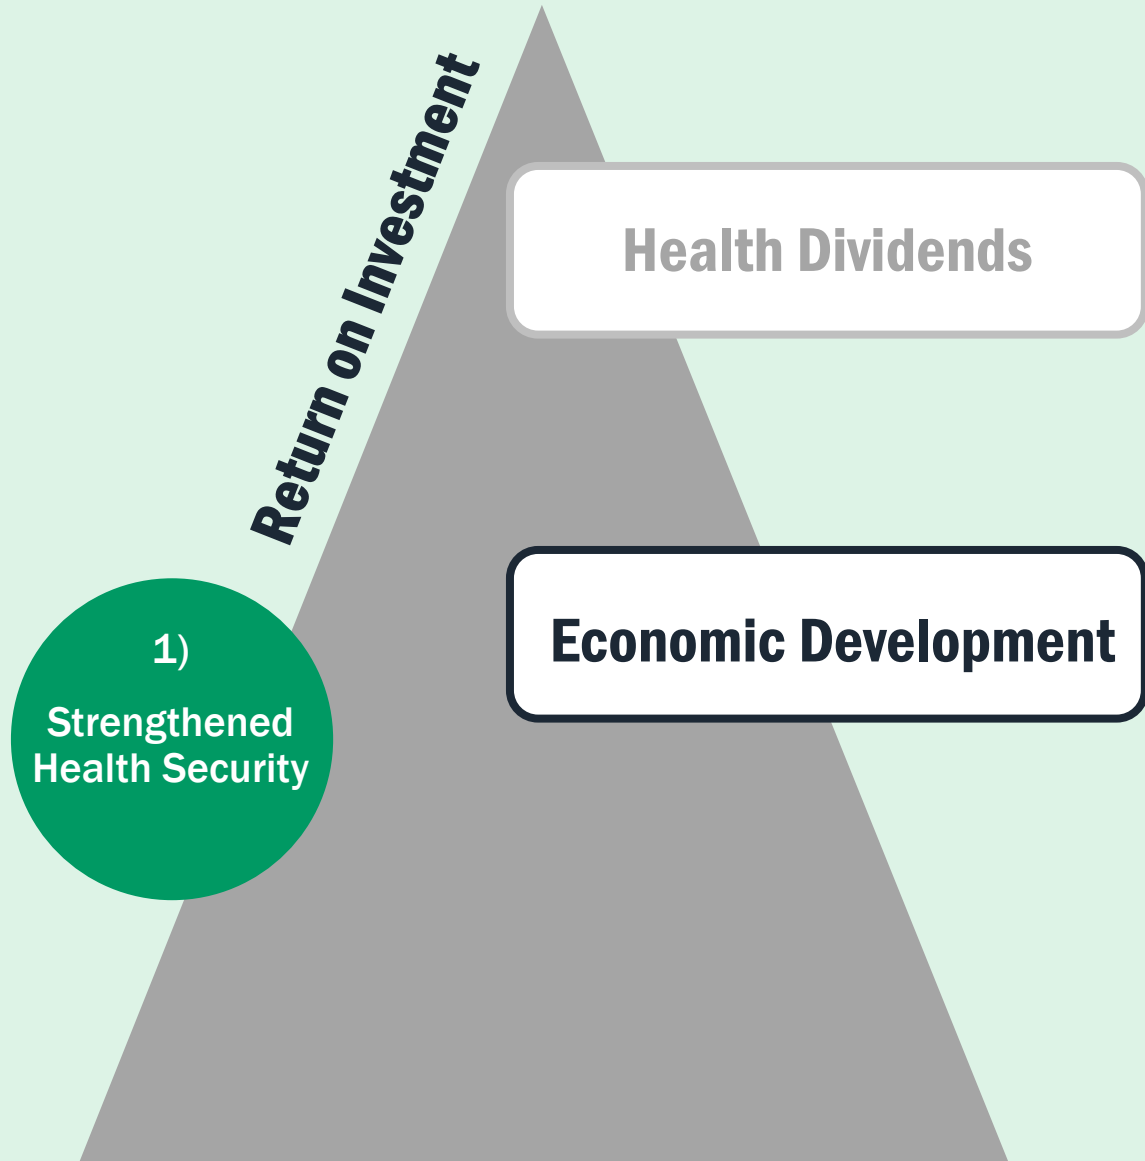 Return on Investment
Health Dividends
Economic Development
1)
Strengthened
Health Security